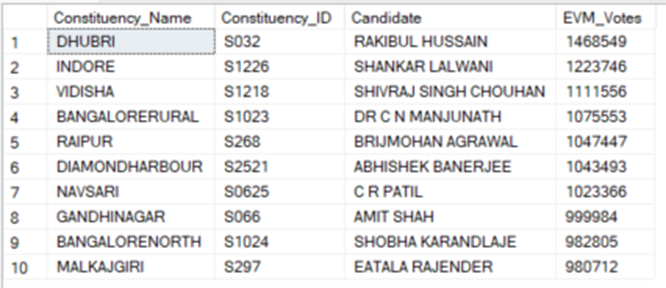 Constituency_Name Constituency_ID Candidate EVM_Votes
1 DHUBRI S032 RAKIBUL HUSSAIN 1468549
2 INDORE S1226 SHANKAR LALWANI 1223746
3 VIDISHA S1218 SHIVRAJ SINGH CHOUHAN 1111556
4 BANGALORERURAL S1023 DR C N MANJUNATH 1075553
5 RAIPUR S268 BRIJMOHAN AGRAWAL 1047447
6 DIAMONDHARBOUR S2521 ABHISHEK BANERJEE 1043493
7 NAVSARI S0625 C R PATIL 1023366
8 GANDHINAGAR S066 AMIT SHAH 999984
9 BANGALORENORTH S1024 SHOBHA KARANDLAJE 982805
10 MALKAJGIRI S297 EATALA RAJENDER 980712